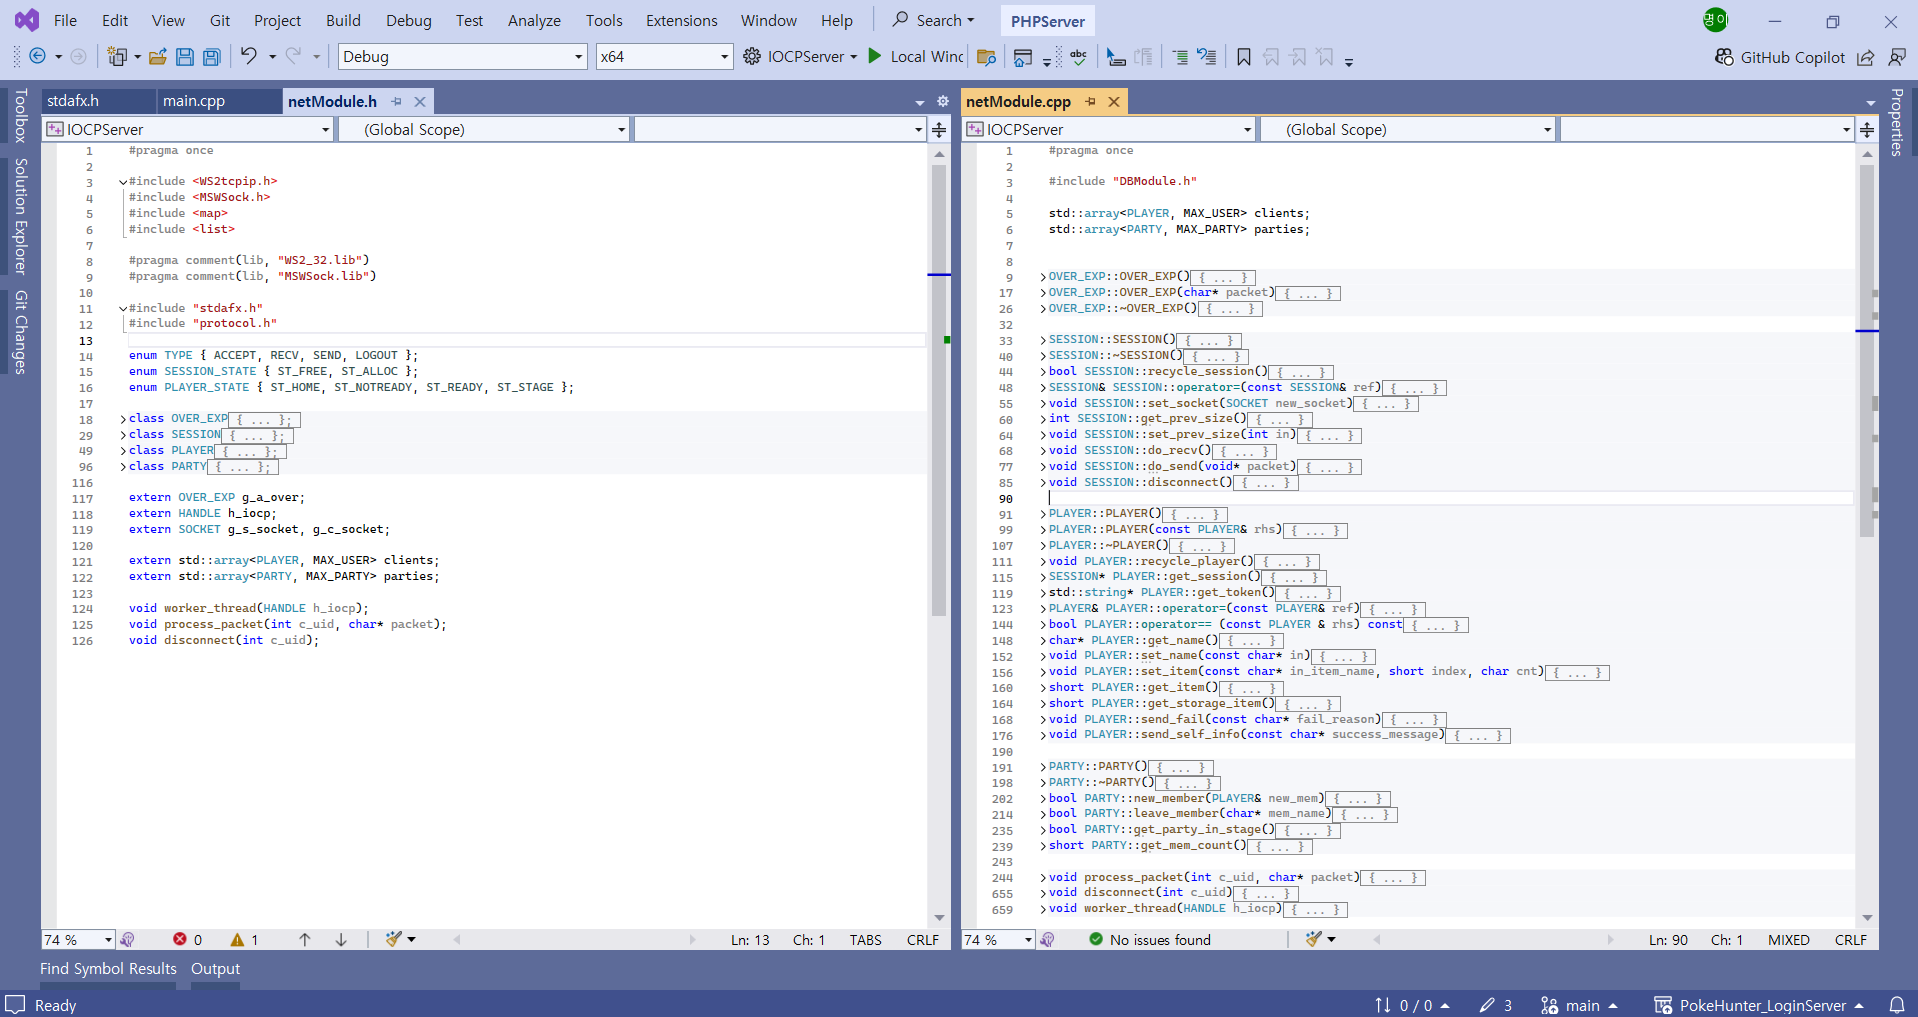 File Edit View Git Project Build Debug Test Analyze Tools Extensions Window Help Search PHPServer 명이
Debug x64 IOCPServer Local Winc GitHub Copilot
Toolbox
Solution Explorer
Git Changes
stdafx.h main.cpp netModule.h
IOCPServer (Global Scope)
1 #pragma once
2
3 #include <WS2tcpip.h>
4 #include <MSWSock.h>
5 #include <map>
6 #include <list>
7
8 #pragma comment(lib, "WS2_32.lib")
9 #pragma comment(lib, "MSWSock.lib")
10
11 #include "stdafx.h"
12 #include "protocol.h"
13
14 enum TYPE { ACCEPT, RECV, SEND, LOGOUT };
15 enum SESSION_STATE { ST_FREE, ST_ALLOC };
16 enum PLAYER_STATE { ST_HOME, ST_NOTREADY, ST_READY, ST_STAGE };
17
18 class OVER_EXP{ ... };
29 class SESSION{ ... };
49 class PLAYER{ ... };
96 class PARTY{ ... };
116
117 extern OVER_EXP g_a_over;
118 extern HANDLE h_iocp;
119 extern SOCKET g_s_socket, g_c_socket;
120
121 extern std::array<PLAYER, MAX_USER> clients;
122 extern std::array<PARTY, MAX_PARTY> parties;
123
124 void worker_thread(HANDLE h_iocp);
125 void process_packet(int c_uid, char* packet);
126 void disconnect(int c_uid);
74 % 0 1 Ln: 13 Ch: 1 TABS CRLF
netModule.cpp
IOCPServer (Global Scope)
1 #pragma once
2
3 #include "DBModule.h"
4
5 std::array<PLAYER, MAX_USER> clients;
6 std::array<PARTY, MAX_PARTY> parties;
7
8
9 OVER_EXP::OVER_EXP(){ ... }
17 OVER_EXP::OVER_EXP(char* packet){ ... }
26 OVER_EXP::~OVER_EXP(){ ... }
32
33 SESSION::SESSION(){ ... }
40 SESSION::~SESSION(){ ... }
44 bool SESSION::recycle_session(){ ... }
48 SESSION& SESSION::operator=(const SESSION& ref){ ... }
55 void SESSION::set_socket(SOCKET new_socket){ ... }
60 int SESSION::get_prev_size(){ ... }
64 void SESSION::set_prev_size(int in){ ... }
68 void SESSION::do_recv(){ ... }
77 void SESSION::do_send(void* packet){ ... }
85 void SESSION::disconnect(){ ... }
90
91 PLAYER::PLAYER(){ ... }
99 PLAYER::PLAYER(const PLAYER& rhs){ ... }
107 PLAYER::~PLAYER(){ ... }
111 void PLAYER::recycle_player(){ ... }
115 SESSION* PLAYER::get_session(){ ... }
119 std::string* PLAYER::get_token(){ ... }
123 PLAYER& PLAYER::operator=(const PLAYER& ref){ ... }
144 bool PLAYER::operator== (const PLAYER & rhs) const{ ... }
148 char* PLAYER::get_name(){ ... }
152 void PLAYER::set_name(const char* in){ ... }
156 void PLAYER::set_item(const char* in_item_name, short index, char cnt){ ... }
160 short PLAYER::get_item(){ ... }
164 short PLAYER::get_storage_item(){ ... }
168 void PLAYER::send_fail(const char* fail_reason){ ... }
176 void PLAYER::send_self_info(const char* success_message){ ... }
190
191 PARTY::PARTY(){ ... }
198 PARTY::~PARTY(){ ... }
202 bool PARTY::new_member(PLAYER& new_mem){ ... }
214 bool PARTY::leave_member(char* mem_name){ ... }
235 bool PARTY::get_party_in_stage(){ ... }
239 short PARTY::get_mem_count(){ ... }
243
244 void process_packet(int c_uid, char* packet){ ... }
655 void disconnect(int c_uid){ ... }
659 void worker_thread(HANDLE h_iocp){ ... }
74 % No issues found Ln: 90 Ch: 1 MIXED CRLF
Properties
Find Symbol Results Output
Ready 0 / 0 3 main PokeHunter_LoginServer